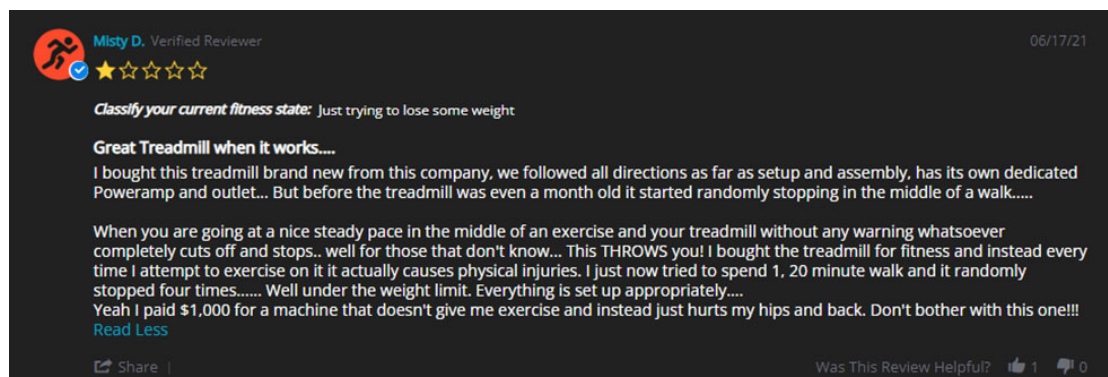 Misty D. Verified Reviewer 06/17/21
Classify your current fitness state: Just trying to lose some weight
Great Treadmill when it works....
I bought this treadmill brand new from this company, we followed all directions as far as setup and assembly, has its own dedicated
Poweramp and outlet... But before the treadmill was even a month old it started randomly stopping in the middle of a walk.....
When you are going at a nice steady pace in the middle of an exercise and your treadmill without any warning whatsoever
completely cuts off and stops.. well for those that don't know... This THROWS you! I bought the treadmill for fitness and instead every
time I attempt to exercise on it it actually causes physical injuries. I just now tried to spend 1, 20 minute walk and it randomly
stopped four times...... Well under the weight limit. Everything is set up appropriately....
Yeah I paid $1,000 for a machine that doesn't give me exercise and instead just hurts my hips and back. Don't bother with this one!!!
Read Less
Share | Was This Review Helpful? 1 0